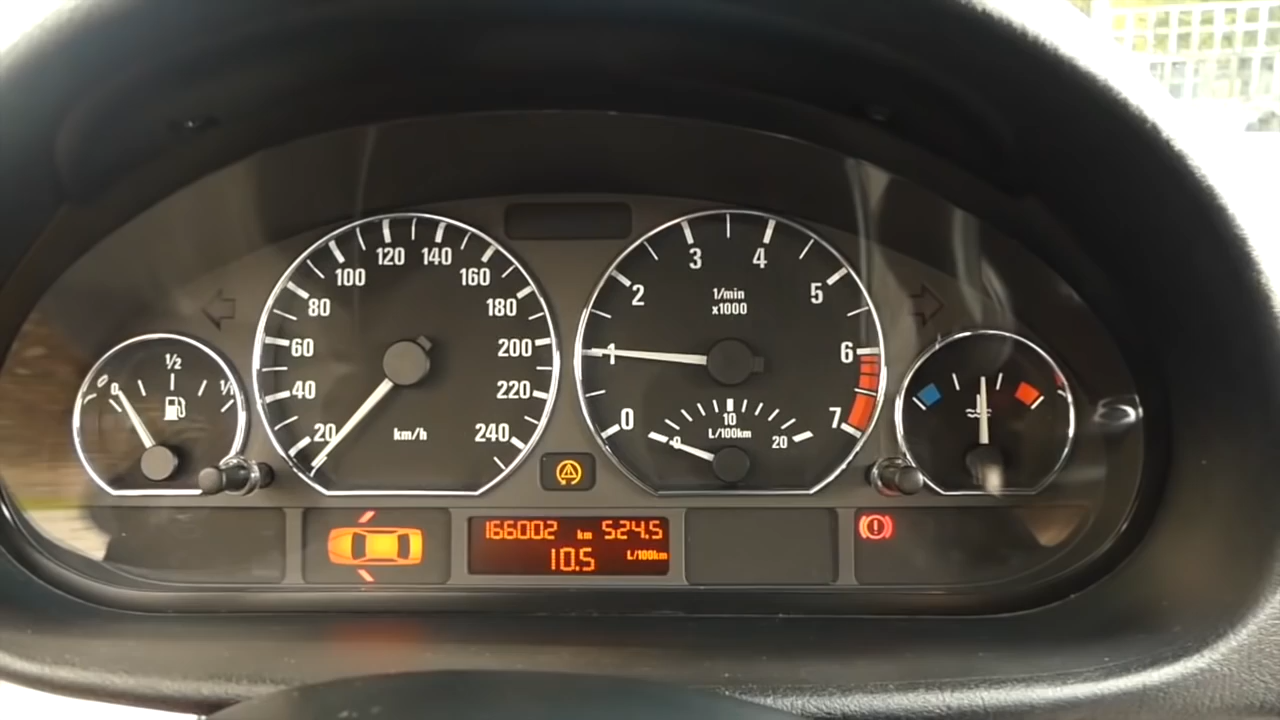 0 1/2 1/1
20 40 60 80 100 120 140 160 180 200 220 240
km/h
0 1 2 3 4 5 6 7
1/min
x1000
0 10 20
L/100km
166002 km 524.5
10.5 L/100km